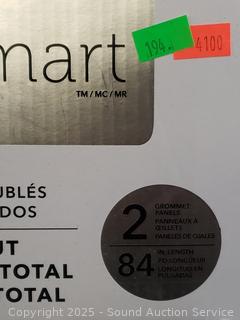 194.
4100
mart
TM/MC/MR
UBLÉS
DOS
UT
TOTAL
TOTAL
2
GROMMET
PANELS
PANNEAUX À
ŒILLETS
PANELES DE OJALES
84
IN. LENGTH
PO LONGUEUR
LONGITUD EN
PULGADAS
Copyright 2025 - Sound Auction Service